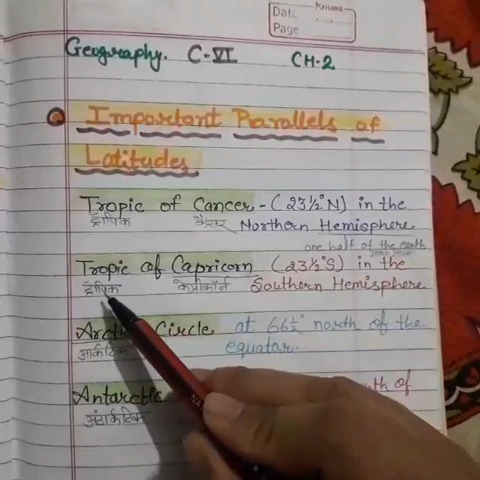 Date
Page
Geography. C-VI CH-2
Important Parallels of
Latitudes
Tropic of Cancer - (23½°N) in the
ट्रॉपिक कैंसर Northern Hemisphere
one half of the earth
Tropic of Capricorn (23½°S) in the
ट्रॉपिक कैप्रीकॉर्न Southern Hemisphere
Arctic Circle at 66½° north of the
आर्कटिक equator.
Antarctic of
अंटार्कटिक